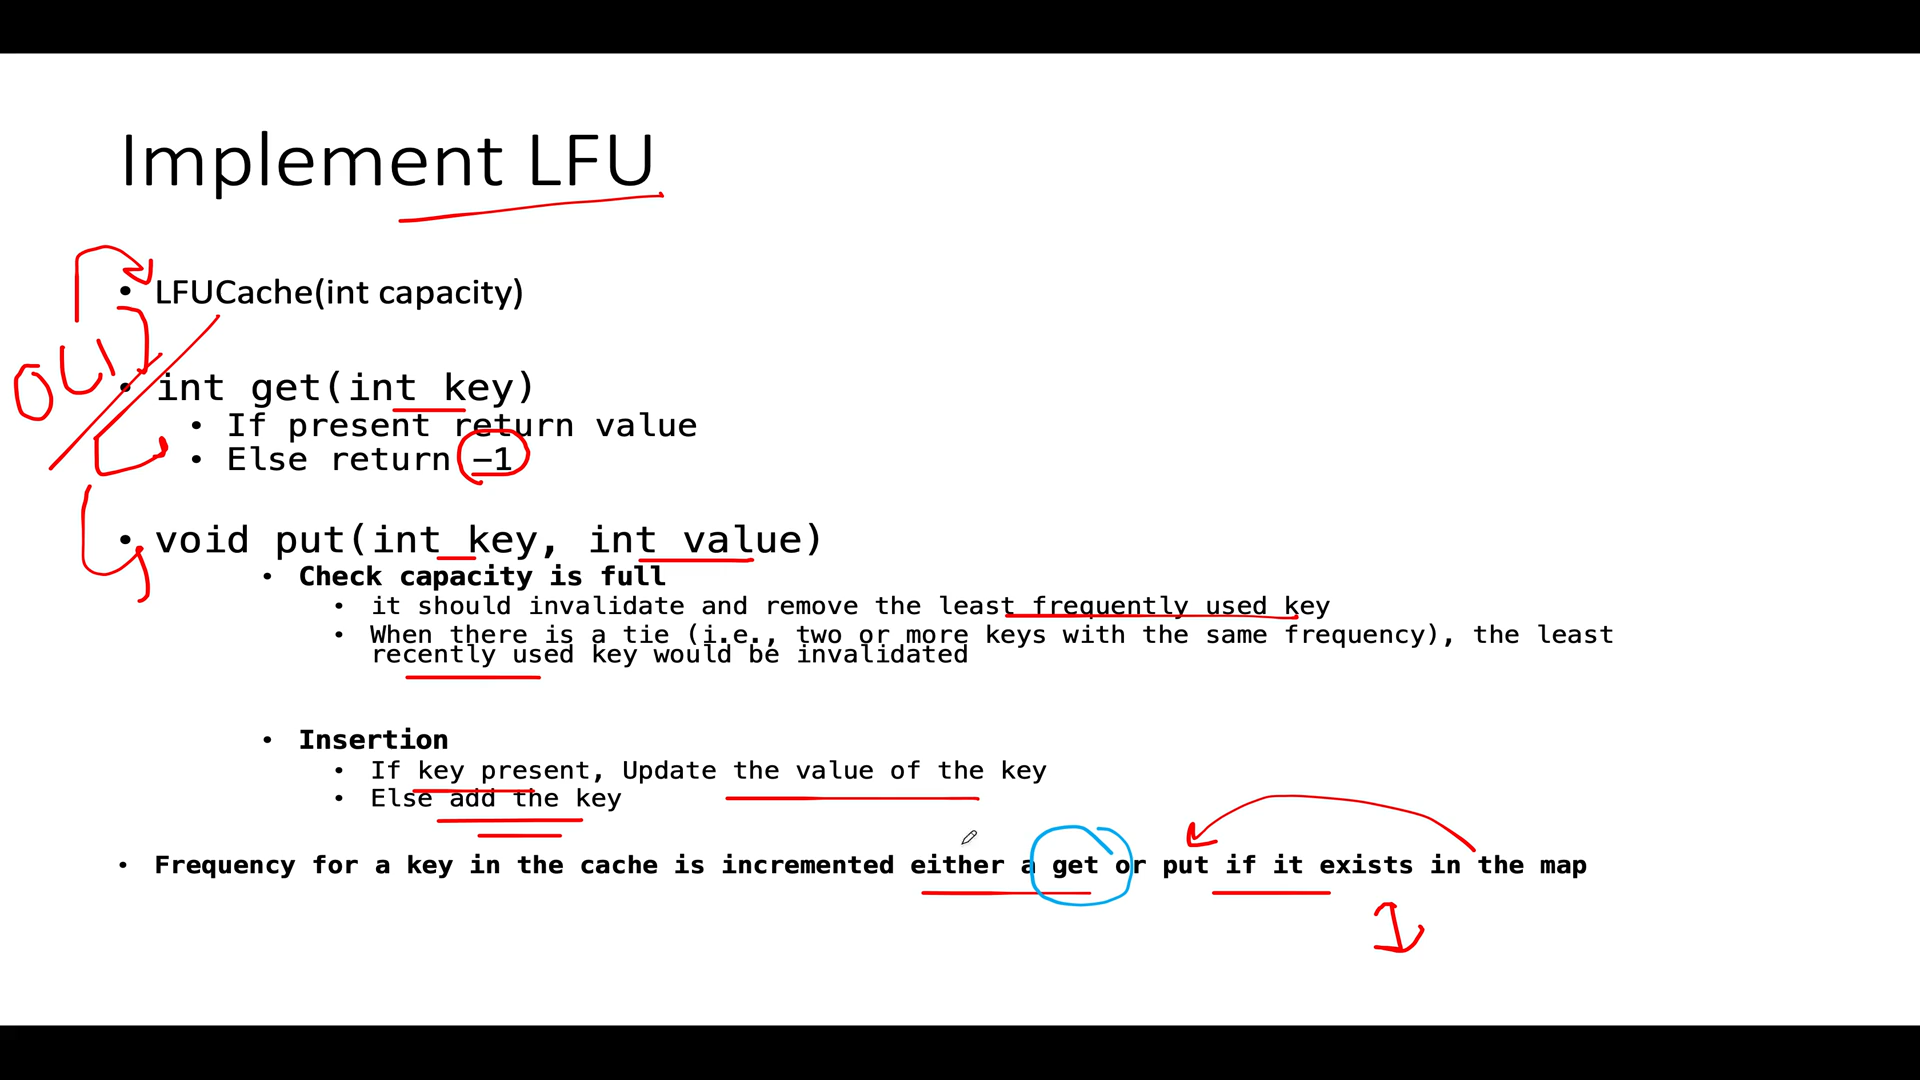 Implement LFU
• LFUCache(int capacity)
O(1)
• int get(int key)
• If present return value
• Else return -1
• void put(int key, int value)
• Check capacity is full
• it should invalidate and remove the least frequently used key
• When there is a tie (i.e., two or more keys with the same frequency), the least
recently used key would be invalidated
• Insertion
• If key present, Update the value of the key
• Else add the key
• Frequency for a key in the cache is incremented either a get or put if it exists in the map